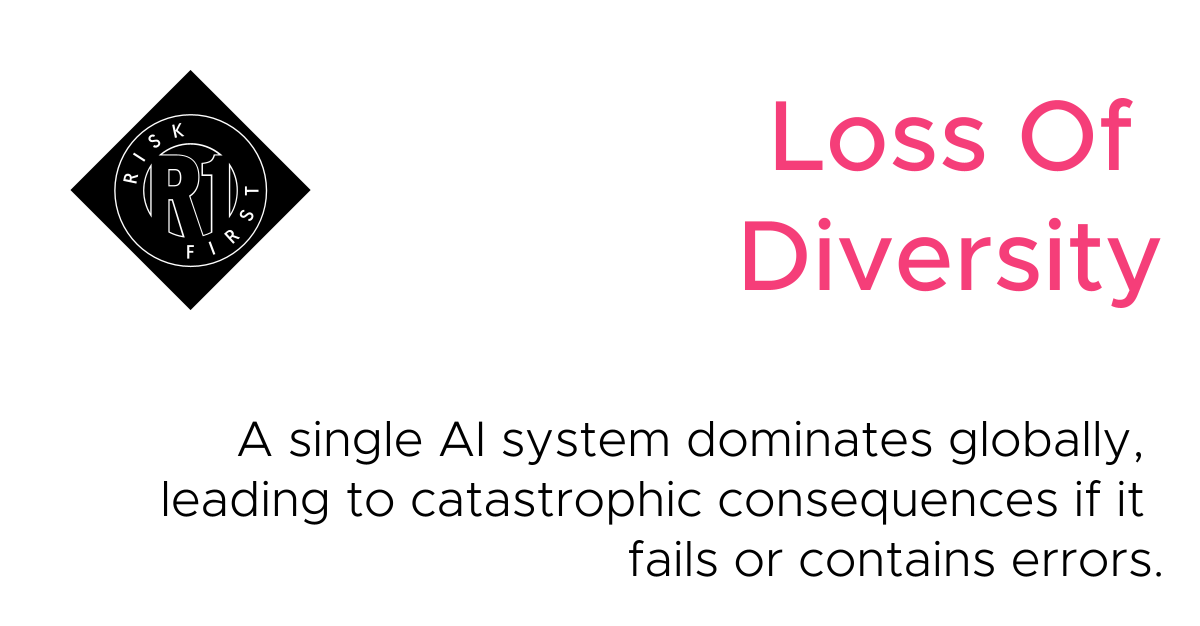 RISK
R1
FIRST
Loss Of
Diversity
A single AI system dominates globally,
leading to catastrophic consequences if it
fails or contains errors.